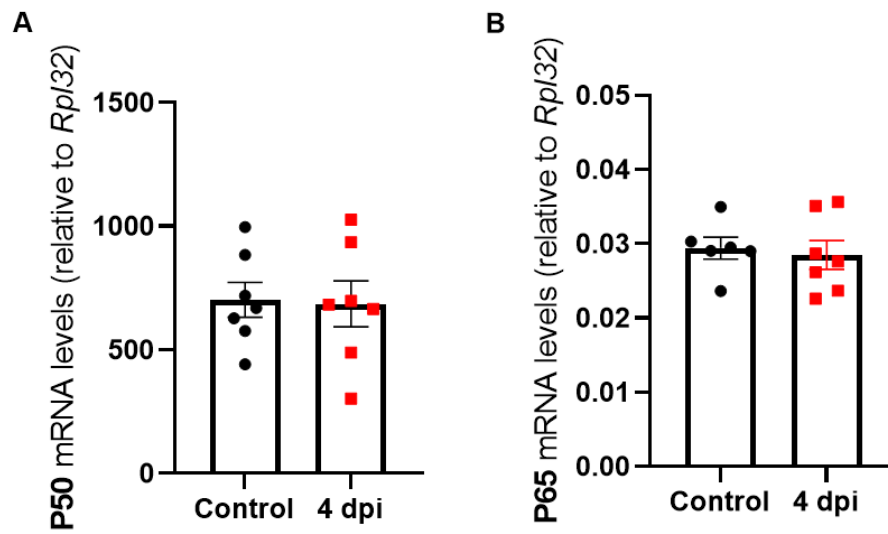 A
P50 mRNA levels (relative to Rpl32)
1500
1000
500
0
Control 4 dpi
B
P65 mRNA levels (relative to Rpl32)
0.05
0.04
0.03
0.02
0.01
0.00
Control 4 dpi